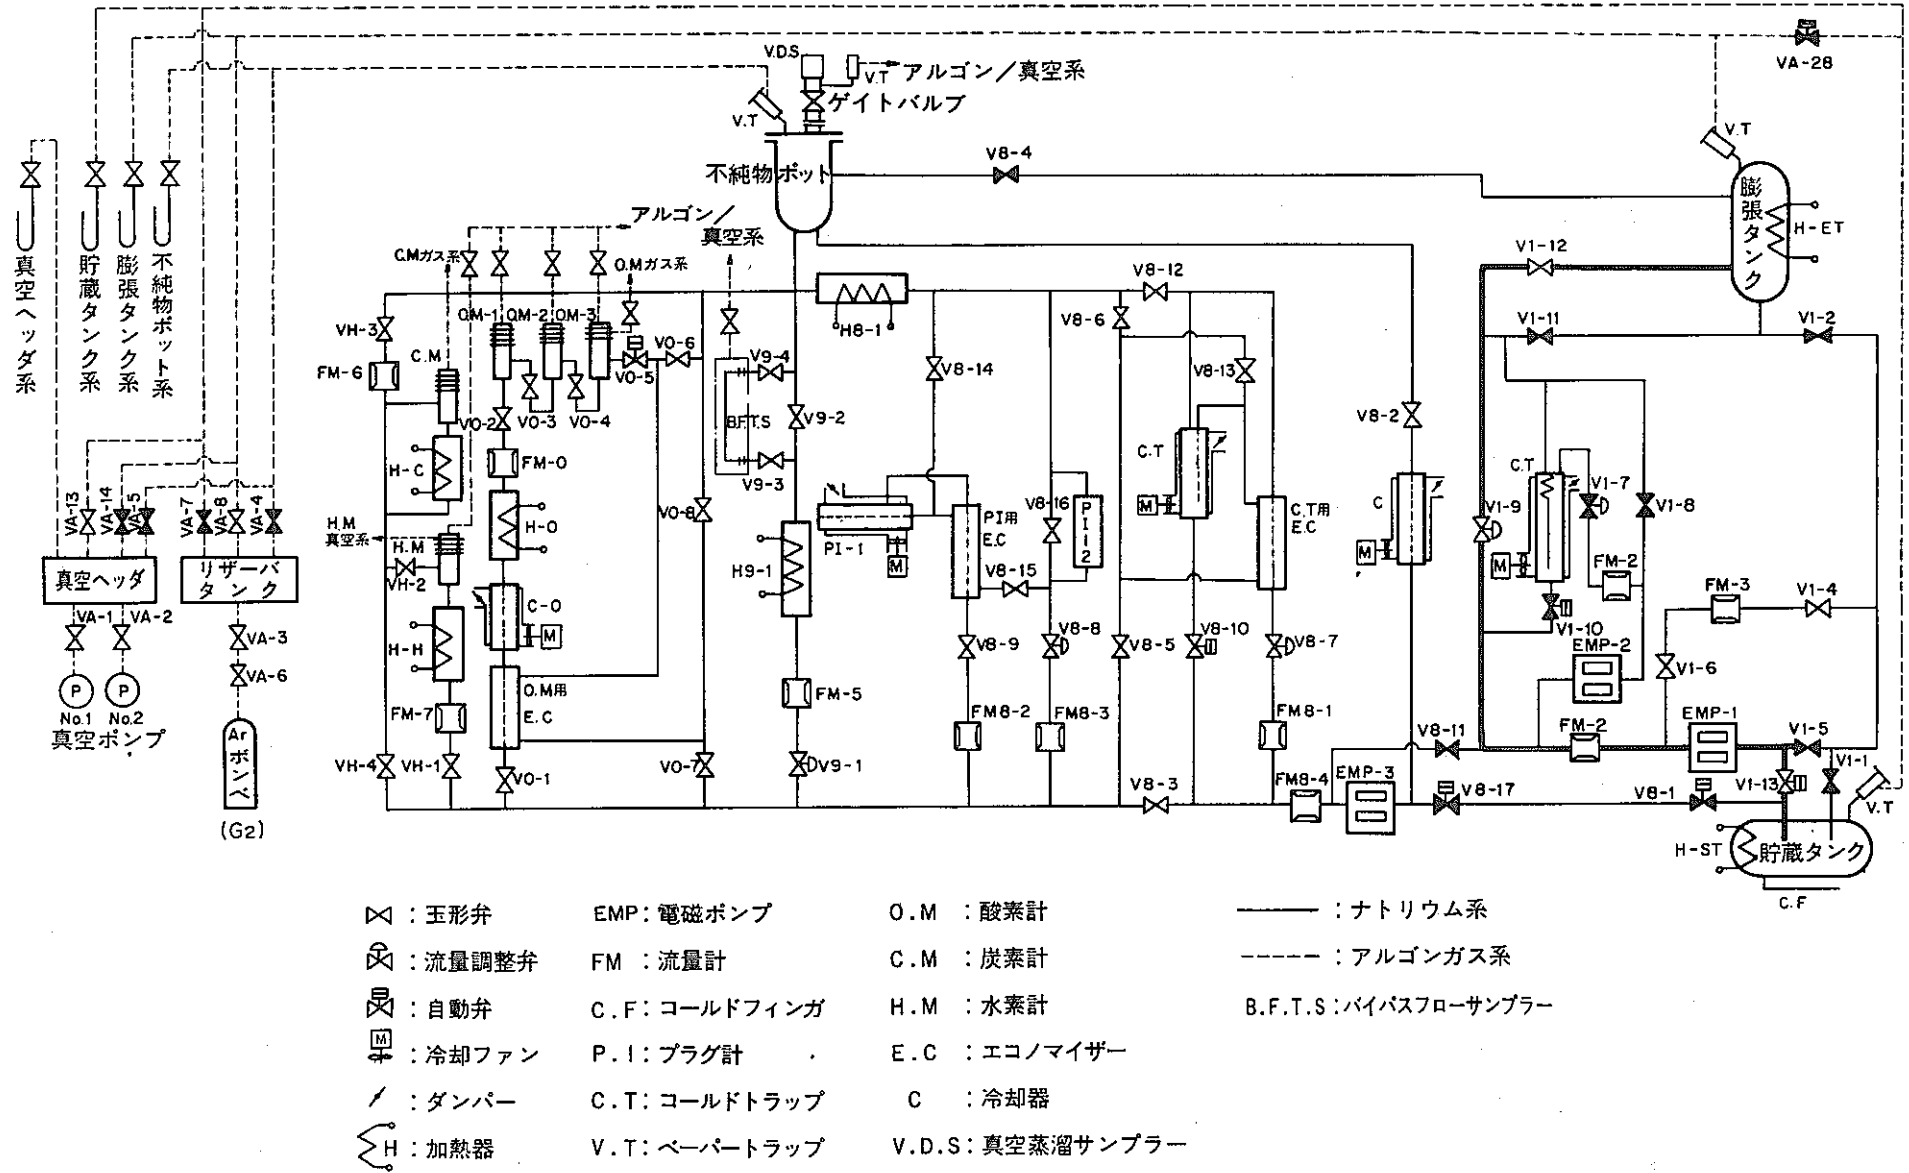 VA-28
V.D.S
V.T
アルゴン／真空系
ゲイトバルブ
V.T
V.T
不純物ポット
V8-4
膨張タンク
H-ET
アルゴン／
真空系
C.Mガス系
O.Mガス系
V1-12
V8-12
真空ヘッダ系
貯蔵タンク系
膨張タンク系
不純物ポット系
VH-3
OM-1
OM-2
OM-3
H8-1
V8-6
V1-11
V1-2
C.M
FM-6
VO-5
VO-6
V9-4
V8-14
V8-13
VO-2
VO-3
VO-4
B.F.T.S
V9-2
V8-2
H-C
FM-0
V9-3
C.T
C.T
VA-13
VA-14
VA-5
VA-7
VA-8
VA-4
VO-8
V8-16
PI-2
M
C
V1-9
V1-7
V1-8
H.M
真空系
H.M
H-O
PI-1
PI用
E.C
C.T用
E.C
M
M
M
VH-2
H9-1
V8-15
FM-2
真空ヘッダ
リザーバ
タンク
FM-3
V1-4
VA-1
VA-2
VA-3
C-O
M
V1-10
H-H
V8-9
V8-8
V8-5
V8-10
V8-7
EMP-2
V1-6
VA-6
P
P
No.1
No.2
真空ポンプ
O.M用
E.C
FM-5
FM-7
FM8-2
FM8-3
FM8-1
EMP-1
V8-11
FM-2
V1-5
Ar
ボンベ
(G2)
VH-4
VH-1
VO-1
VO-7
V9-1
V8-3
FM8-4
EMP-3
V8-17
V8-1
V1-13
V1-1
V.T
H-ST
貯蔵タンク
C.F
：玉形弁
EMP：電磁ポンプ
O.M ：酸素計
：ナトリウム系
：流量調整弁
FM ：流量計
C.M ：炭素計
：アルゴンガス系
：自動弁
C.F：コールドフィンガ
H.M ：水素計
B.F.T.S：バイパスフローサンプラー
M
：冷却ファン
P.I：プラグ計
E.C ：エコノマイザー
：ダンパー
C.T：コールドトラップ
C ：冷却器
H：加熱器
V.T：ベーパートラップ
V.D.S：真空蒸溜サンプラー